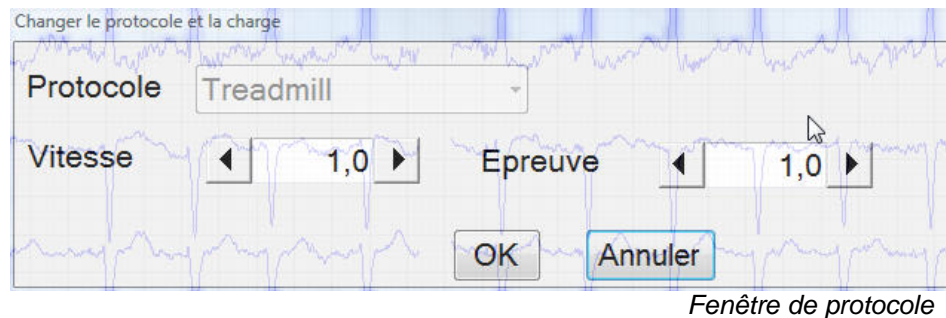 Changer le protocole et la charge
Protocole Treadmill
Vitesse 1,0 Epreuve 1,0
OK Annuler
Fenêtre de protocole